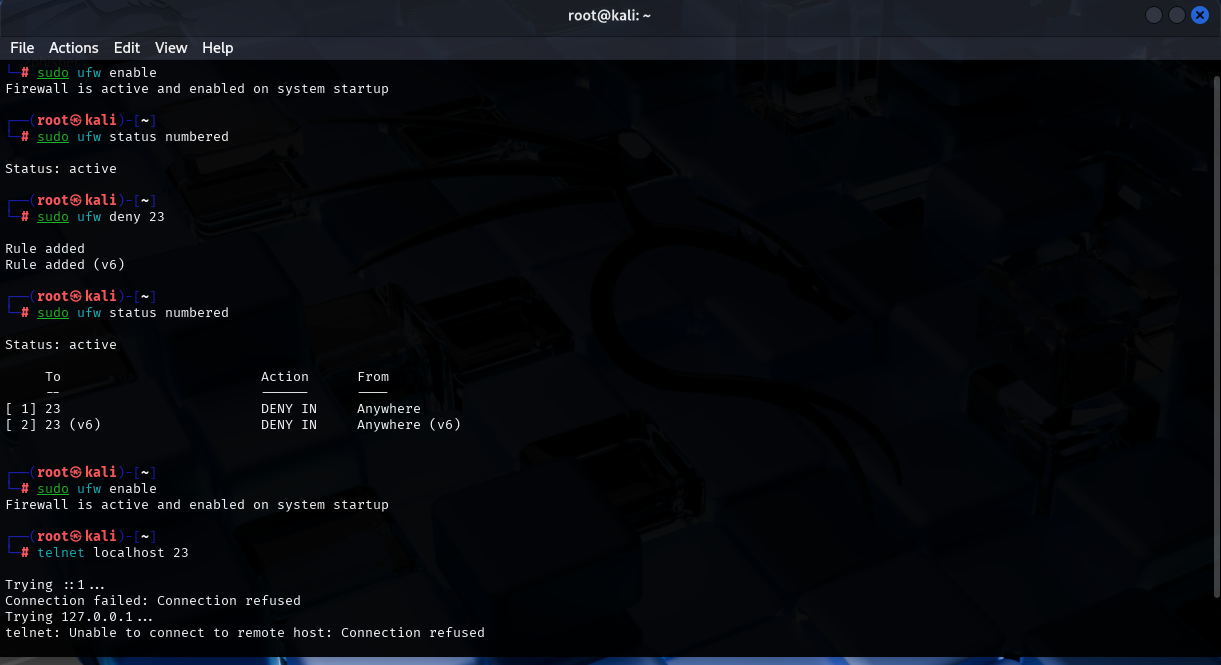 root@kali: ~
File Actions Edit View Help
└─# sudo ufw enable
Firewall is active and enabled on system startup
┌──(root㉿kali)-[~]
└─# sudo ufw status numbered
Status: active
┌──(root㉿kali)-[~]
└─# sudo ufw deny 23
Rule added
Rule added (v6)
┌──(root㉿kali)-[~]
└─# sudo ufw status numbered
Status: active
To Action From
-- ------ ----
[ 1] 23 DENY IN Anywhere
[ 2] 23 (v6) DENY IN Anywhere (v6)
┌──(root㉿kali)-[~]
└─# sudo ufw enable
Firewall is active and enabled on system startup
┌──(root㉿kali)-[~]
└─# telnet localhost 23
Trying ::1...
Connection failed: Connection refused
Trying 127.0.0.1...
telnet: Unable to connect to remote host: Connection refused